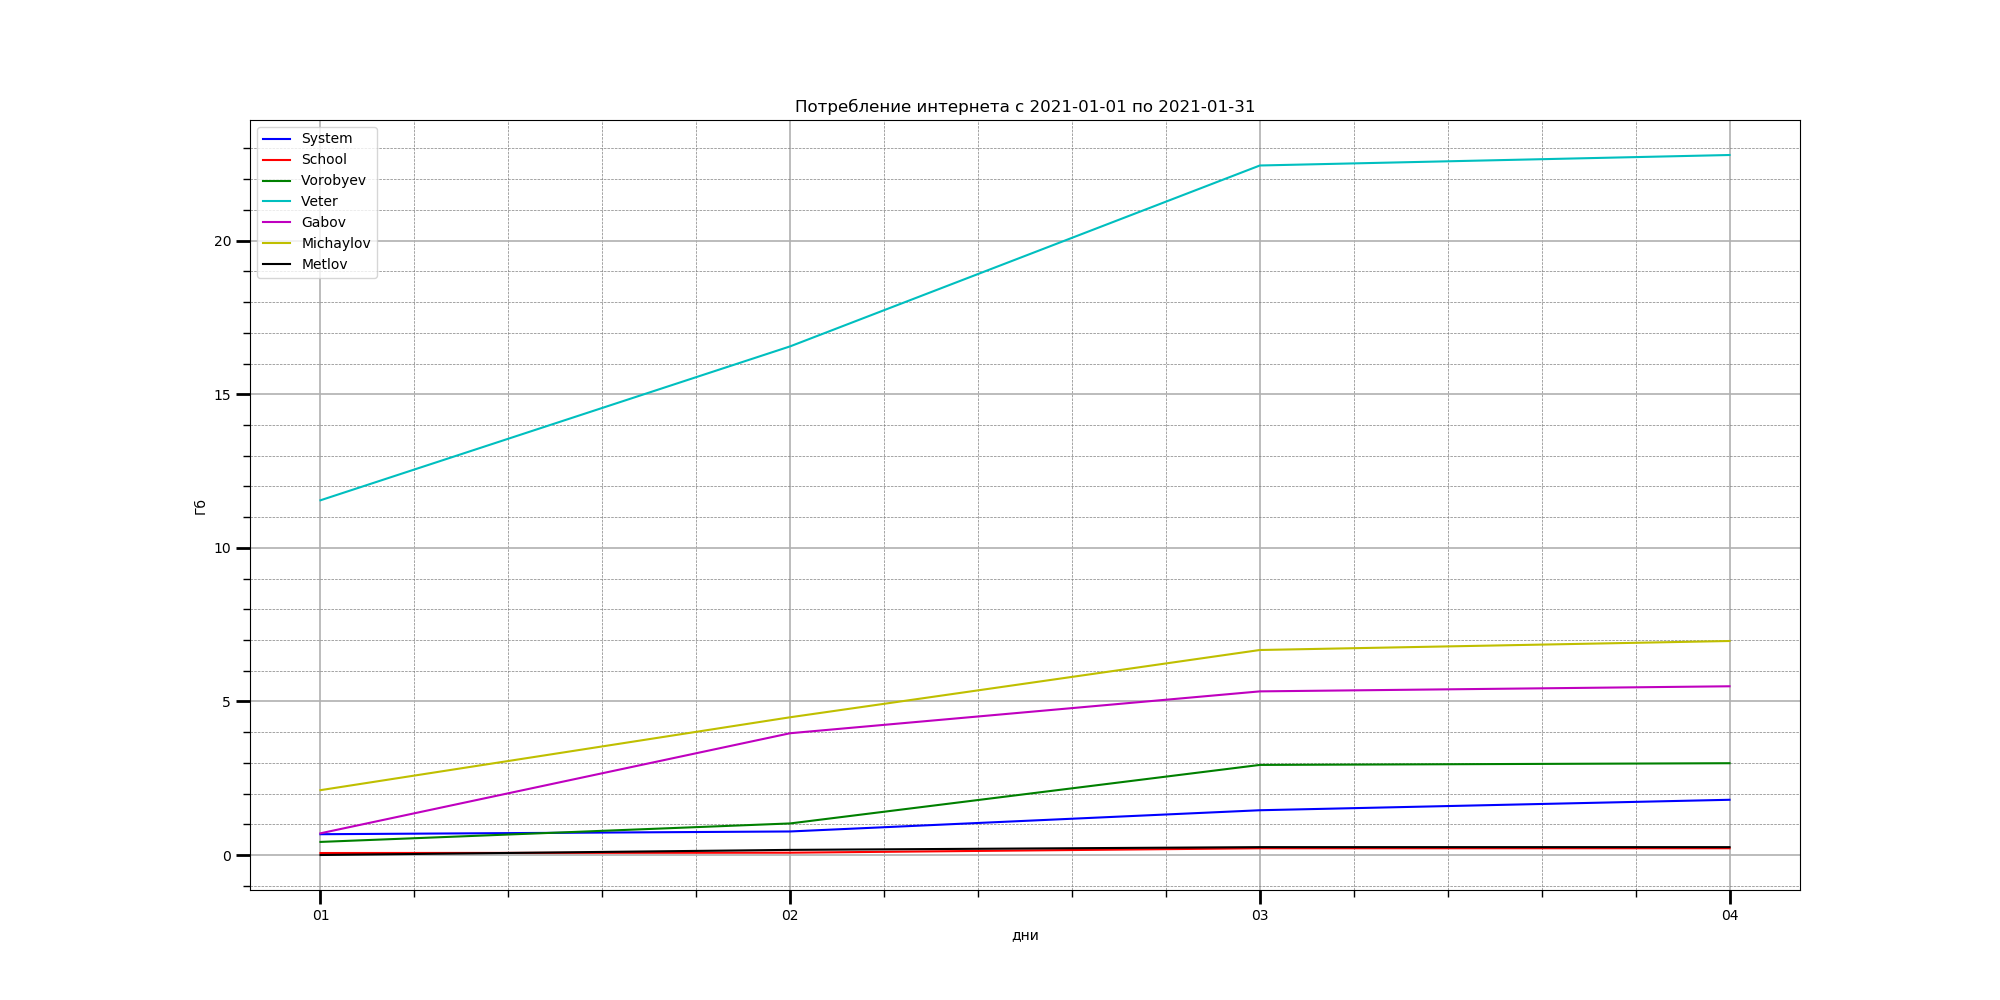 Потребление интернета с 2021-01-01 по 2021-01-31
System
School
Vorobyev
Veter
Gabov
Michaylov
Metlov
20
15
10
5
0
Гб
01 02 03 04
дни